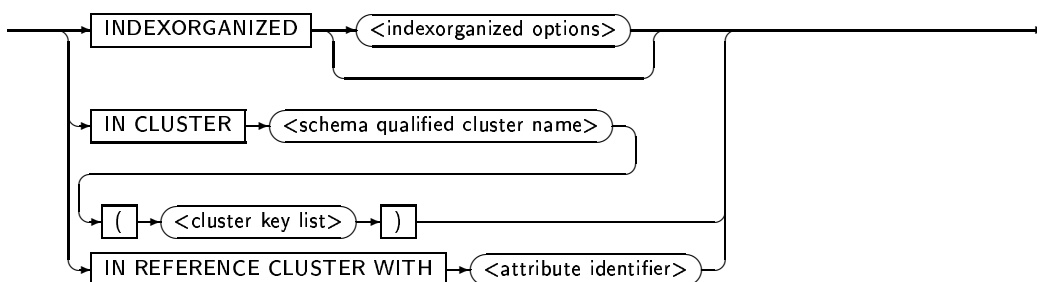 INDEXORGANIZED <indexorganized options>
IN CLUSTER <schema qualified cluster name>
( <cluster key list> )
IN REFERENCE CLUSTER WITH <attribute identifier>